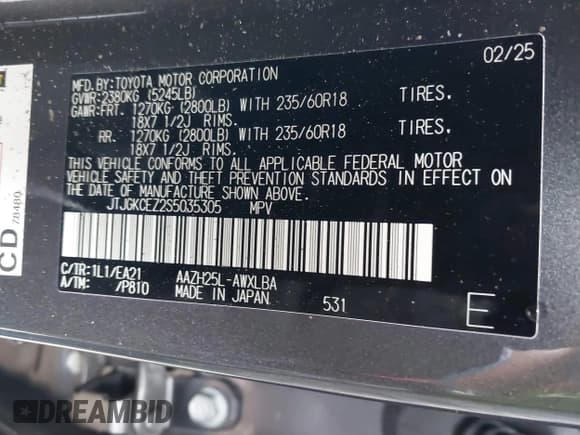 02/25
MFD.BY:TOYOTA MOTOR CORPORATION
GVWR:2380KG (5245LB)
GAWR:FRT. 1270KG (2800LB) WITH 235/60R18 TIRES,
18X7 1/2J RIMS.
RR. 1270KG (2800LB) WITH 235/60R18 TIRES,
18X7 1/2J RIMS.
THIS VEHICLE CONFORMS TO ALL APPLICABLE FEDERAL MOTOR
VEHICLE SAFETY AND THEFT PREVENTION STANDARDS IN EFFECT ON
THE DATE OF MANUFACTURE SHOWN ABOVE.
JTJGKCEZ2S5035305 MPV
C/TR:1L1/EA21 AAZH25L-AWXLBA
A/TM: /P810 MADE IN JAPAN 531 E
CD
78480
DREAMBID